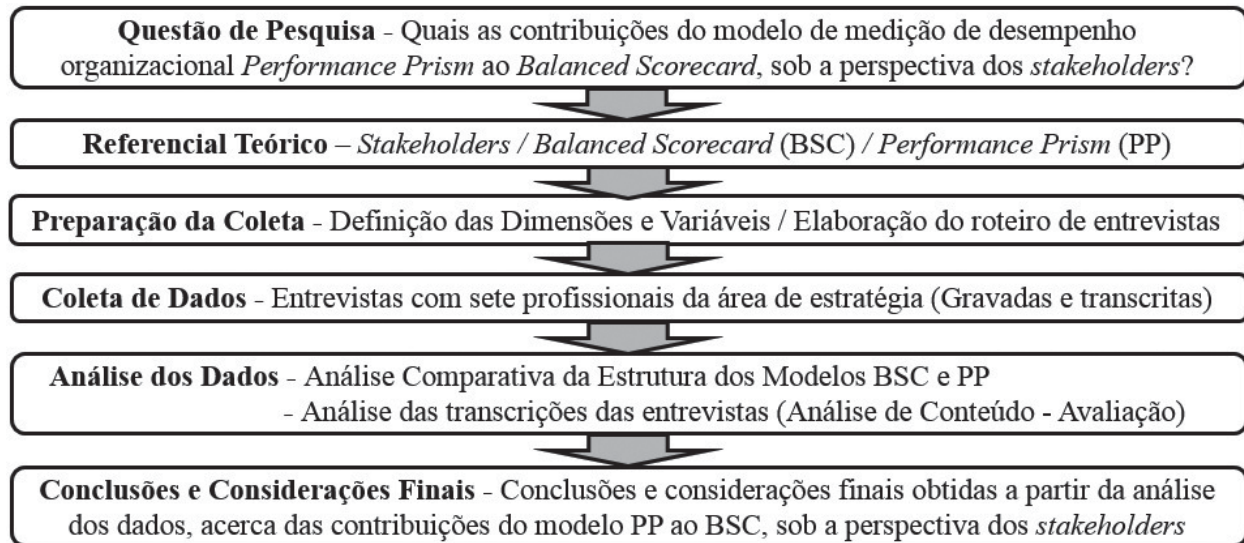 Questão de Pesquisa - Quais as contribuições do modelo de medição de desempenho
organizacional Performance Prism ao Balanced Scorecard, sob a perspectiva dos stakeholders?
Referencial Teórico – Stakeholders / Balanced Scorecard (BSC) / Performance Prism (PP)
Preparação da Coleta - Definição das Dimensões e Variáveis / Elaboração do roteiro de entrevistas
Coleta de Dados - Entrevistas com sete profissionais da área de estratégia (Gravadas e transcritas)
Análise dos Dados - Análise Comparativa da Estrutura dos Modelos BSC e PP
- Análise das transcrições das entrevistas (Análise de Conteúdo - Avaliação)
Conclusões e Considerações Finais - Conclusões e considerações finais obtidas a partir da análise
dos dados, acerca das contribuições do modelo PP ao BSC, sob a perspectiva dos stakeholders